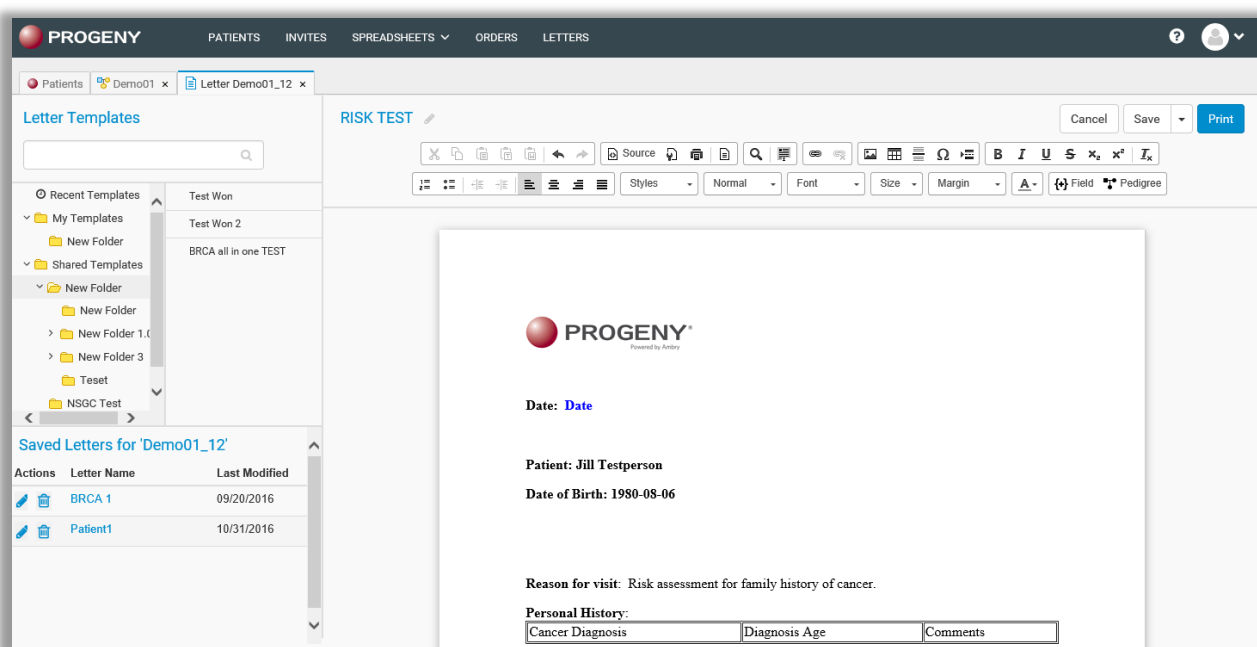 PROGENY PATIENTS INVITES SPREADSHEETS ORDERS LETTERS
Patients Demo01 × Letter Demo01_12 ×
Letter Templates
Recent Templates
My Templates
New Folder
Shared Templates
New Folder
New Folder
New Folder 1.0
New Folder 3
Teset
NSGC Test
Test Won
Test Won 2
BRCA all in one TEST
Saved Letters for 'Demo01_12'
Actions Letter Name Last Modified
BRCA 1 09/20/2016
Patient1 10/31/2016
RISK TEST Cancel Save Print
Source Ω B I U S x₂ x² Ix
Styles Normal Font Size Margin A {+} Field Pedigree
PROGENY®
Powered by Ambry
Date: Date
Patient: Jill Testperson
Date of Birth: 1980-08-06
Reason for visit: Risk assessment for family history of cancer.
Personal History:
Cancer Diagnosis Diagnosis Age Comments